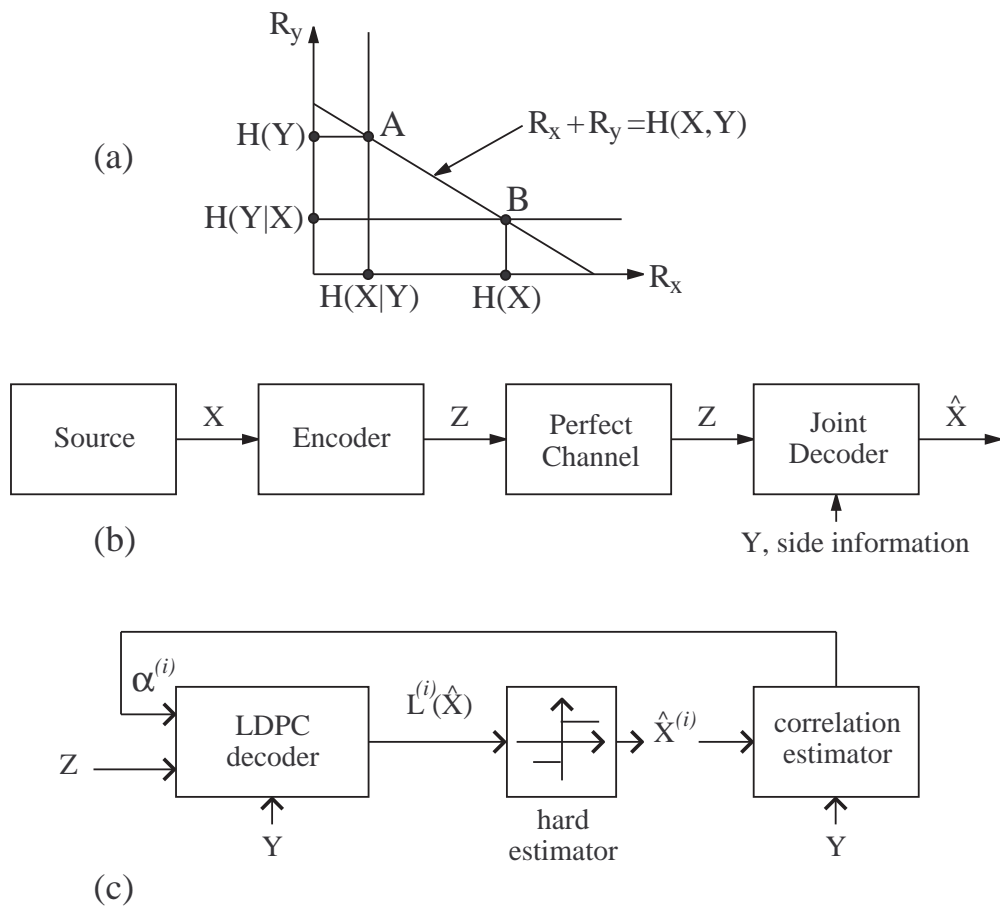 R_y
H(Y)
A
R_x + R_y = H(X,Y)
(a)
H(Y|X)
B
H(X|Y)
H(X)
R_x
Source
X
Encoder
Z
Perfect
Channel
Z
Joint
Decoder
X̂
Y, side information
(b)
α^(i)
LDPC
decoder
Z
Y
L^(i)(X̂)
hard
estimator
X̂^(i)
correlation
estimator
Y
(c)